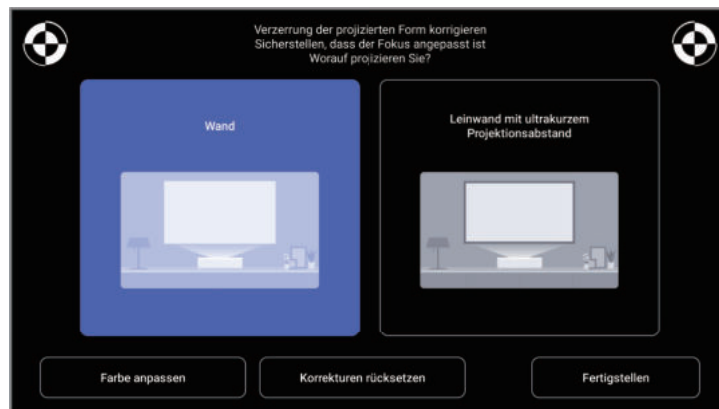 Verzerrung der projizierten Form korrigieren
Sicherstellen, dass der Fokus angepasst ist
Worauf projizieren Sie?
Wand
Leinwand mit ultrakurzem
Projektionsabstand
Farbe anpassen
Korrekturen rücksetzen
Fertigstellen